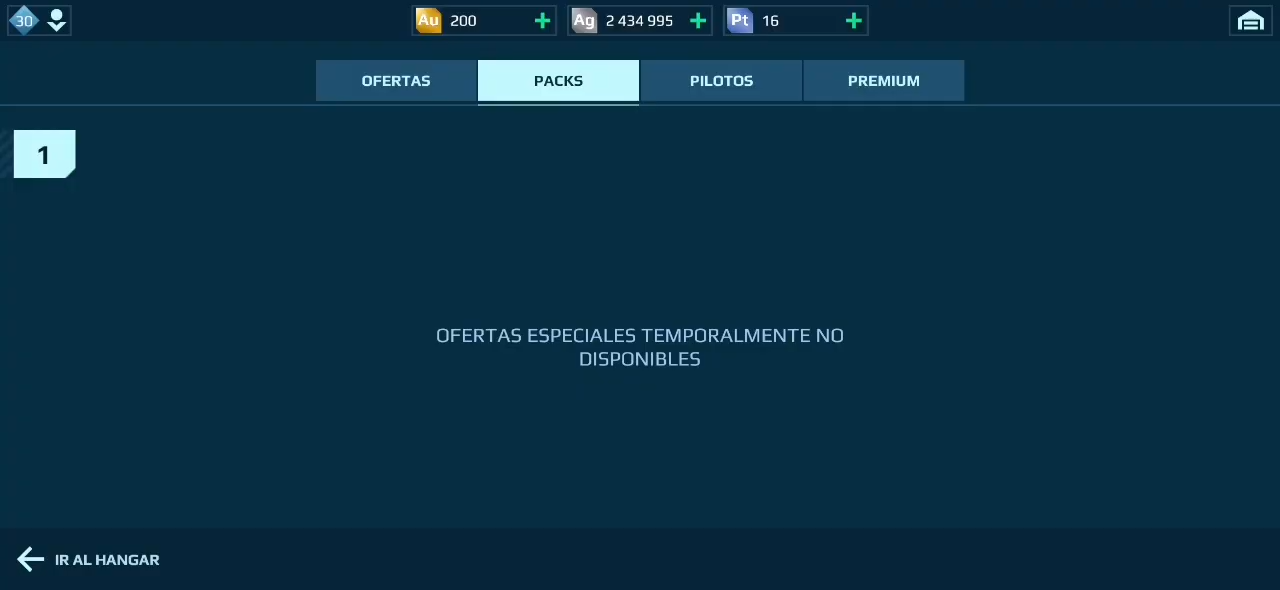 30
Au 200 +
Ag 2 434 995 +
Pt 16 +
OFERTAS
PACKS
PILOTOS
PREMIUM
1
OFERTAS ESPECIALES TEMPORALMENTE NO
DISPONIBLES
IR AL HANGAR